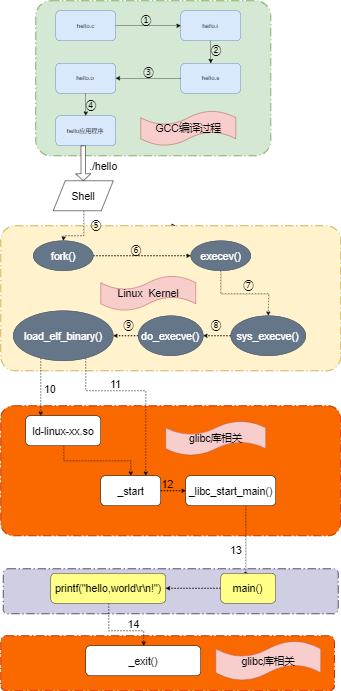 hello.c
①
hello.i
②
hello.o
③
hello.s
④
hello应用程序
GCC编译过程
./hello
Shell
⑤
fork()
⑥
execev()
⑦
Linux Kernel
load_elf_binary()
⑨
do_execve()
⑧
sys_execve()
10
11
ld-linux-xx.so
glibc库相关
_start
12
_libc_start_main()
13
printf("hello,world\r\n!")
main()
14
_exit()
glibc库相关